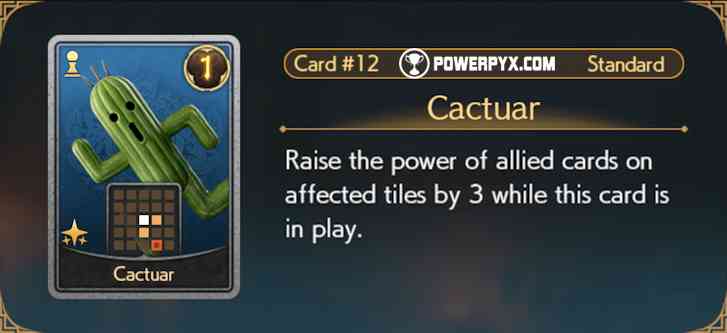 1
Cactuar
Card #12 POWERPYX.COM Standard
Cactuar
Raise the power of allied cards on
affected tiles by 3 while this card is
in play.